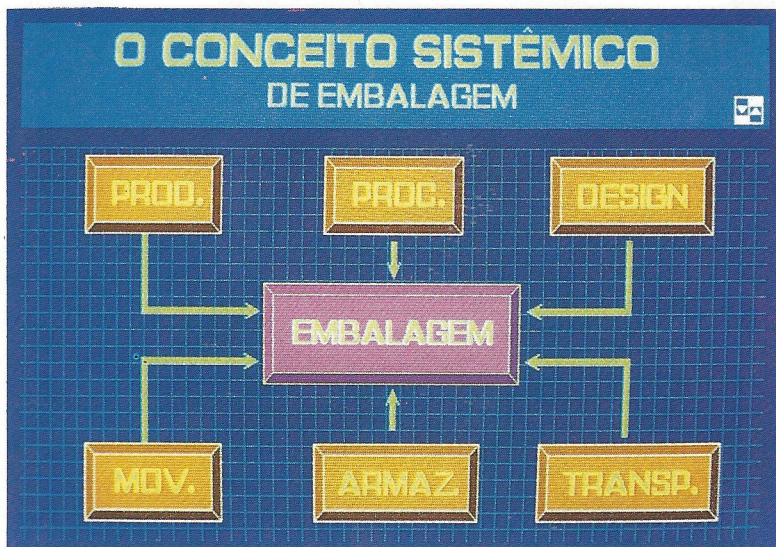 O CONCEITO SISTÊMICO
DE EMBALAGEM
PROD.
PROC.
DESIGN
EMBALAGEM
MOV.
ARMAZ.
TRANSP.